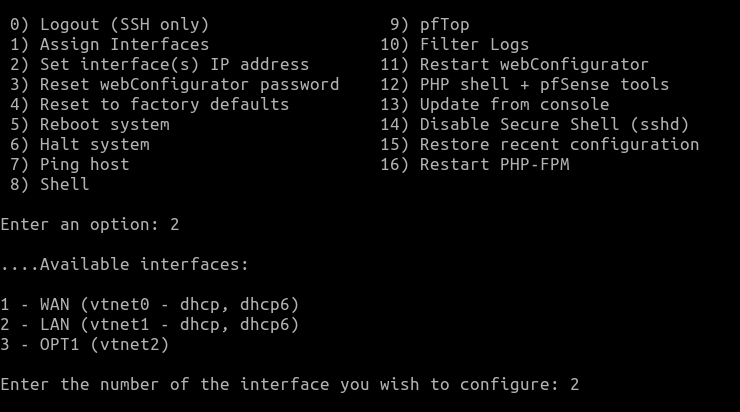 0) Logout (SSH only)                  9) pfTop
1) Assign Interfaces                 10) Filter Logs
2) Set interface(s) IP address       11) Restart webConfigurator
3) Reset webConfigurator password    12) PHP shell + pfSense tools
4) Reset to factory defaults         13) Update from console
5) Reboot system                     14) Disable Secure Shell (sshd)
6) Halt system                       15) Restore recent configuration
7) Ping host                         16) Restart PHP-FPM
8) Shell
Enter an option: 2
....Available interfaces:
1 - WAN (vtnet0 - dhcp, dhcp6)
2 - LAN (vtnet1 - dhcp, dhcp6)
3 - OPT1 (vtnet2)
Enter the number of the interface you wish to configure: 2